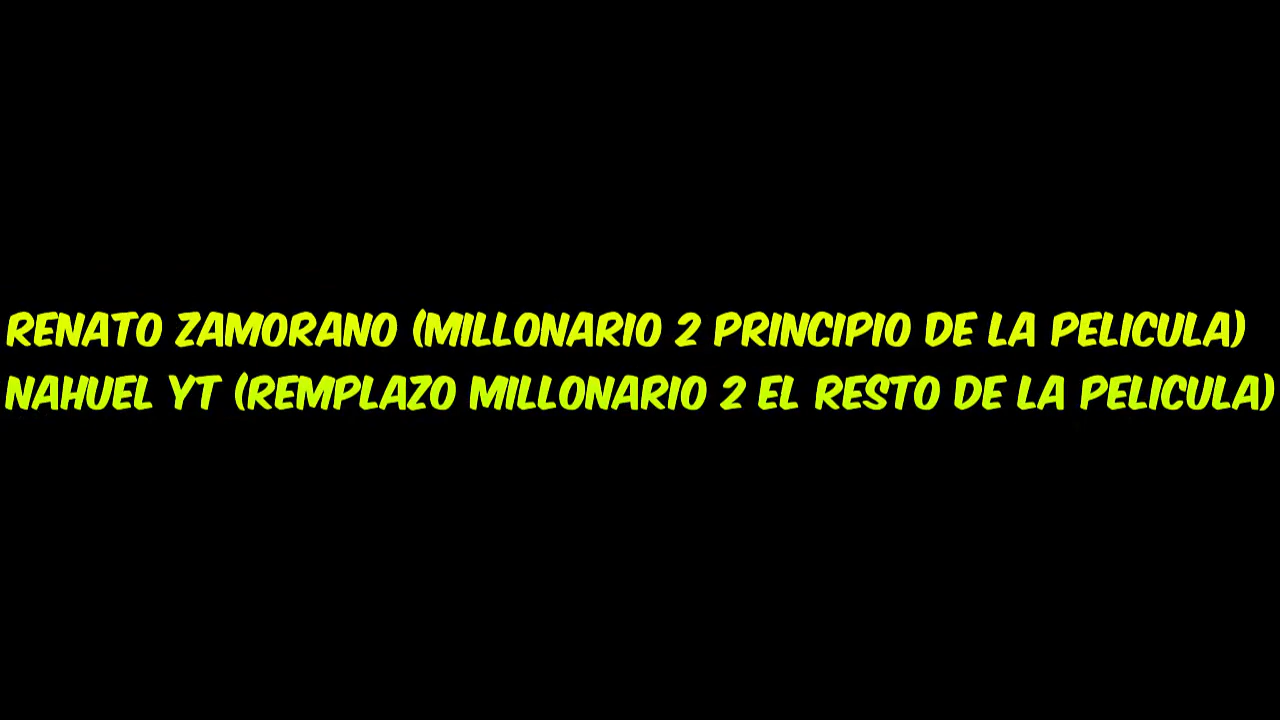 RENATO ZAMORANO (MILLONARIO 2 PRINCIPIO DE LA PELICULA)
NAHUEL YT (REMPLAZO MILLONARIO 2 EL RESTO DE LA PELICULA)